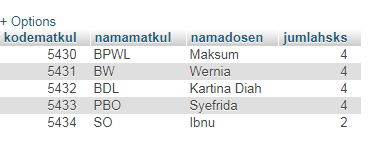 + Options
kodematkul namamatkul namadosen jumlahsks
5430 BPWL Maksum 4
5431 BW Wernia 4
5432 BDL Kartina Diah 4
5433 PBO Syefrida 4
5434 SO Ibnu 2